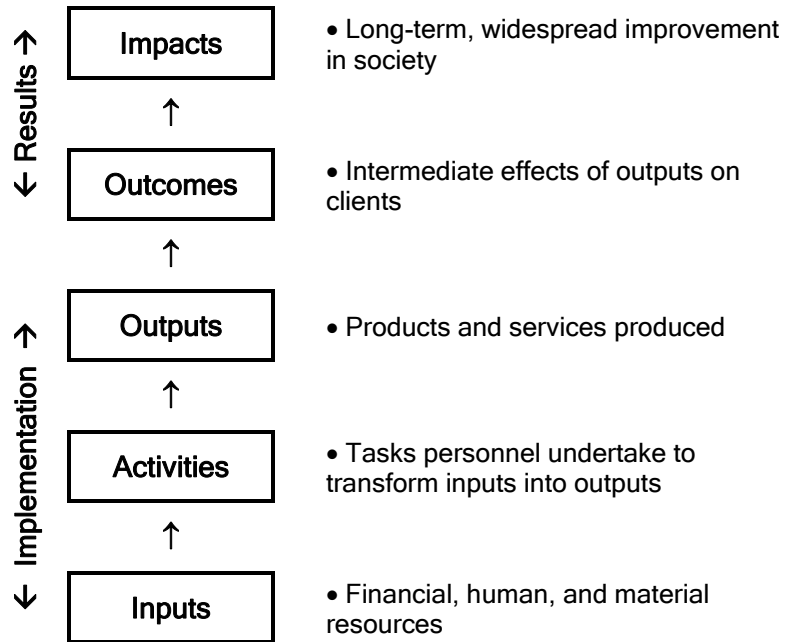 ← Results →
Impacts
• Long-term, widespread improvement
in society
↑
Outcomes
• Intermediate effects of outputs on
clients
↑
← Implementation →
Outputs
• Products and services produced
↑
Activities
• Tasks personnel undertake to
transform inputs into outputs
↑
Inputs
• Financial, human, and material
resources